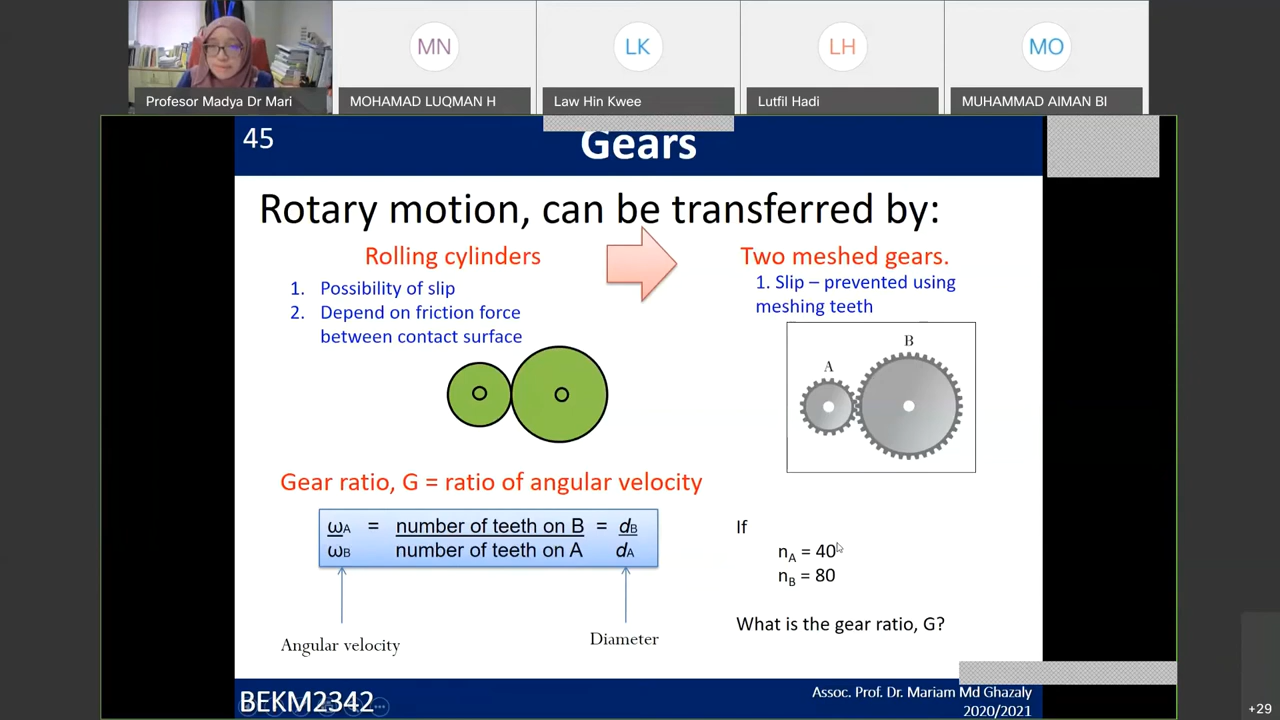 MN
LK
LH
MO
Profesor Madya Dr Mari
MOHAMAD LUQMAN H
Law Hin Kwee
Lutfil Hadi
MUHAMMAD AIMAN BI
45
Gears
Rotary motion, can be transferred by:
Rolling cylinders
1. Possibility of slip
2. Depend on friction force
between contact surface
Two meshed gears.
1. Slip – prevented using
meshing teeth
A
B
Gear ratio, G = ratio of angular velocity
ωA = number of teeth on B = dB
ωB number of teeth on A dA
Angular velocity
Diameter
If
nA = 40
nB = 80
What is the gear ratio, G?
BEKM2342
Assoc. Prof. Dr. Mariam Md Ghazaly
2020/2021
+29